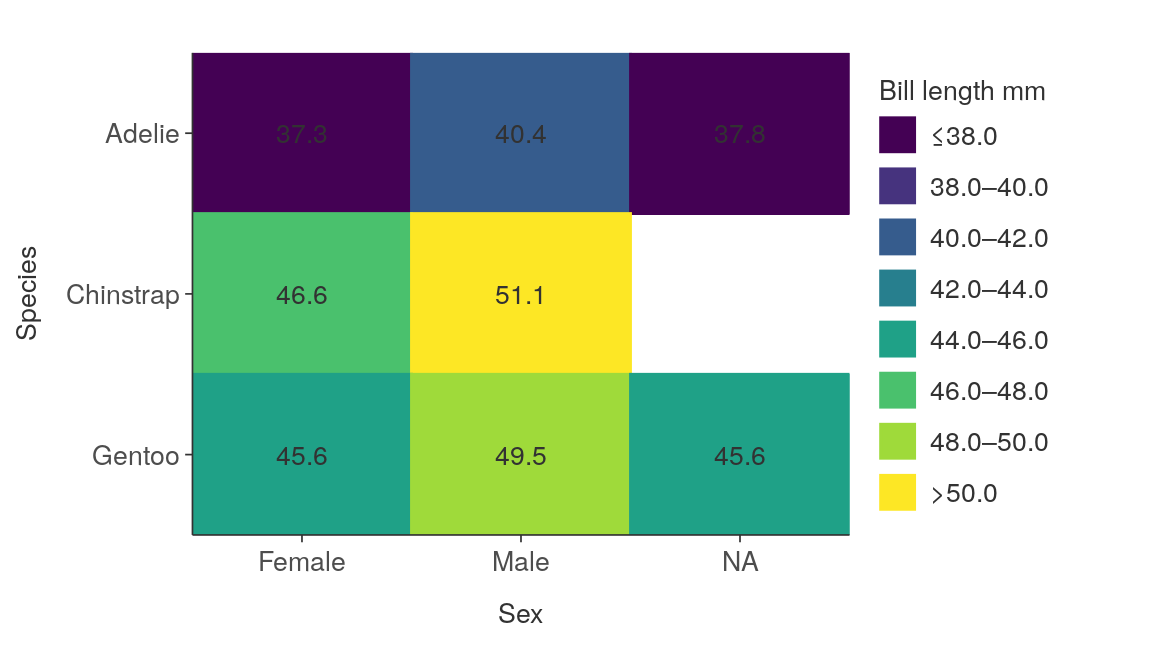 Bill length mm
≤38.0
38.0–40.0
40.0–42.0
42.0–44.0
44.0–46.0
46.0–48.0
48.0–50.0
>50.0
Species
Adelie
37.3
40.4
37.8
Chinstrap
46.6
51.1
Gentoo
45.6
49.5
45.6
Female
Male
NA
Sex